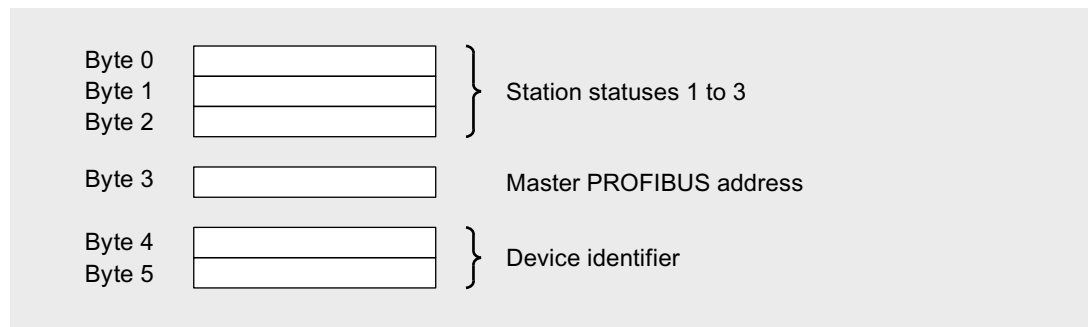 Byte 0
Byte 1 Station statuses 1 to 3
Byte 2
Byte 3 Master PROFIBUS address
Byte 4
Device identifier
Byte 5